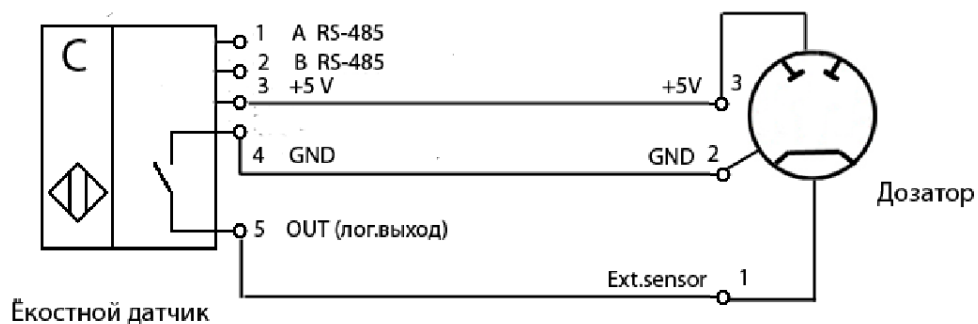 C
1 A RS-485
2 B RS-485
3 +5 V
+5V 3
4 GND
GND 2
5 OUT (лог.выход)
Ext.sensor 1
Дозатор
Ёкостной датчик